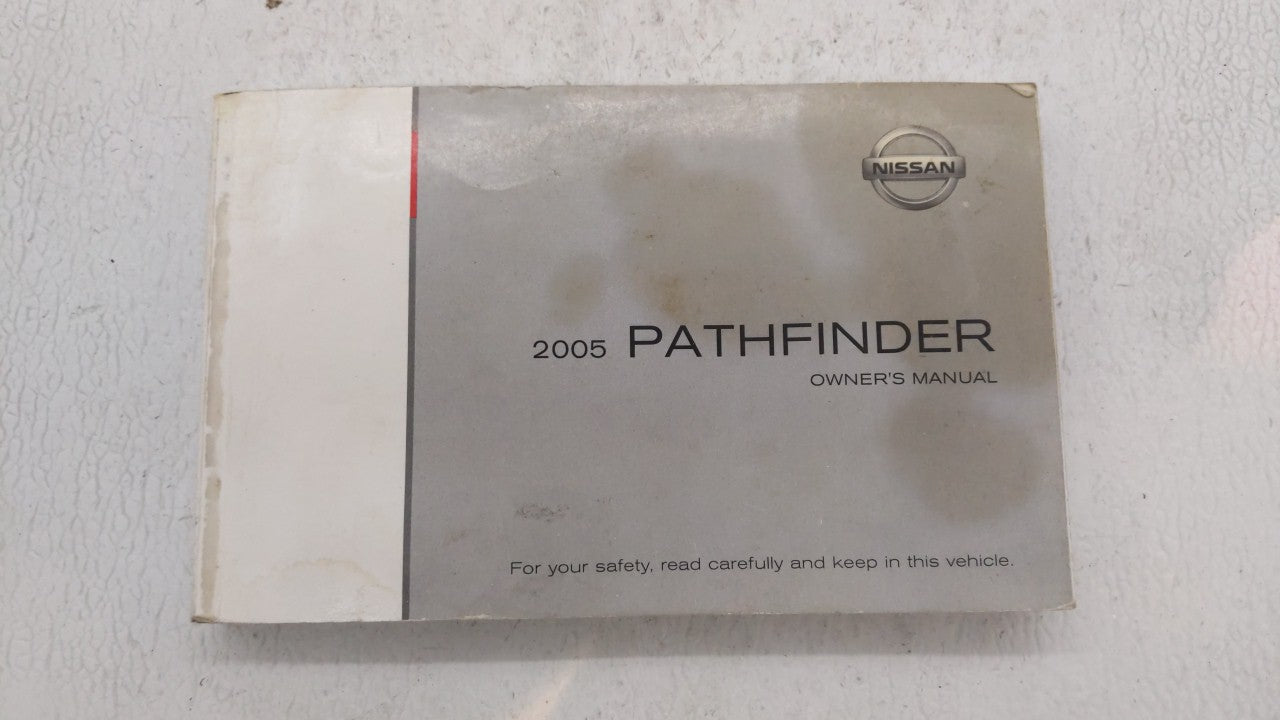 NISSAN
2005 PATHFINDER
OWNER'S MANUAL
For your safety, read carefully and keep in this vehicle.